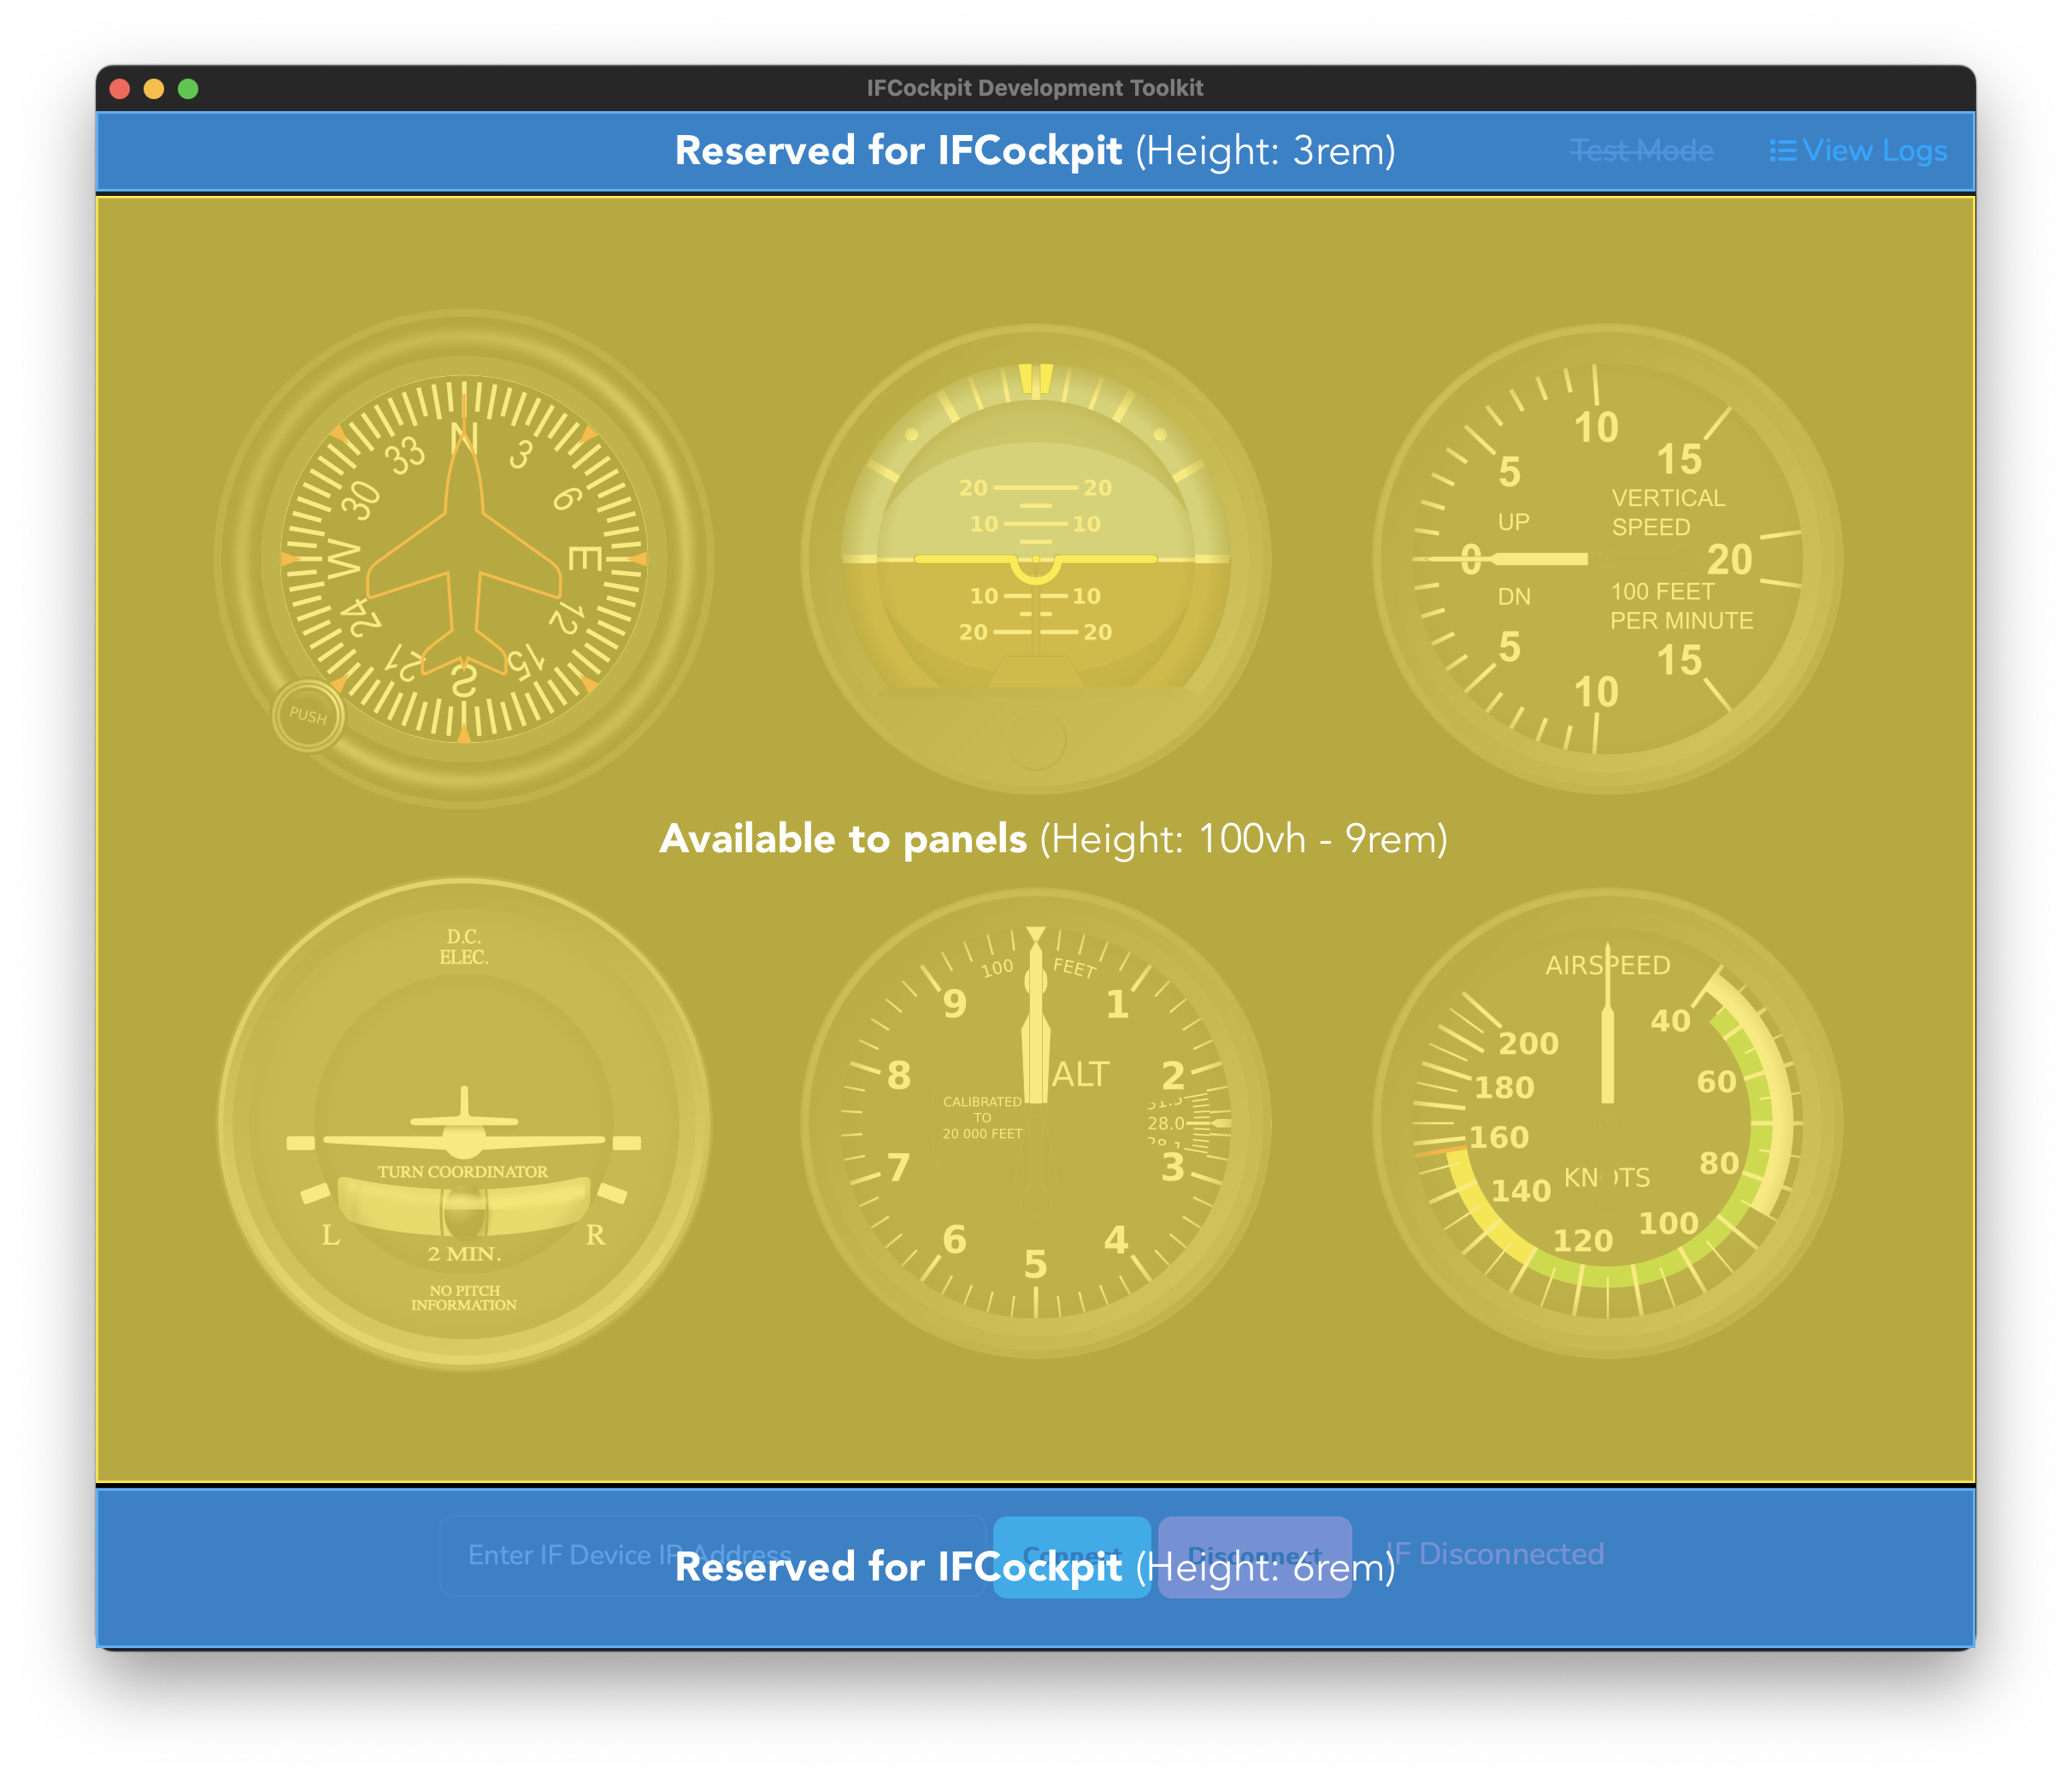 IFCockpit Development Toolkit
Reserved for IFCockpit (Height: 3rem)
Test Mode
View Logs
N
3
6
E
12
15
S
21
24
W
30
33
PUSH
20 20
10 10
10 10
20 20
10
15
5
VERTICAL
SPEED
UP
0
20
DN
100 FEET
PER MINUTE
5
15
10
Available to panels (Height: 100vh - 9rem)
D.C.
ELEC.
TURN COORDINATOR
L
R
2 MIN.
NO PITCH
INFORMATION
100 FEET
0
9
1
8
ALT
2
CALIBRATED
TO
20 000 FEET
28.0
7
3
6
4
5
AIRSPEED
40
200
60
180
160
80
KNOTS
140
100
120
Enter IF Device IP Address
Connect
Disconnect
IF Disconnected
Reserved for IFCockpit (Height: 6rem)